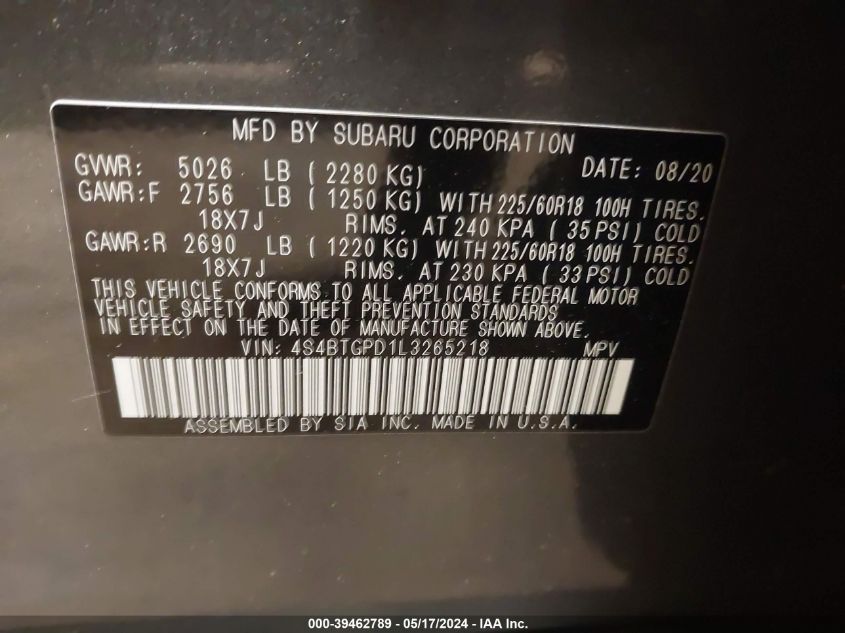 MFD BY SUBARU CORPORATION
GVWR: 5026 LB ( 2280 KG) DATE: 08/20
GAWR:F 2756 LB ( 1250 KG) WITH 225/60R18 100H TIRES.
18X7J RIMS. AT 240 KPA ( 35 PSI) COLD
GAWR:R 2690 LB ( 1220 KG) WITH 225/60R18 100H TIRES.
18X7J RIMS. AT 230 KPA ( 33 PSI) COLD
THIS VEHICLE CONFORMS TO ALL APPLICABLE FEDERAL MOTOR
VEHICLE SAFETY AND THEFT PREVENTION STANDARDS
IN EFFECT ON THE DATE OF MANUFACTURE SHOWN ABOVE.
VIN: 4S4BTGPD1L3265218 MPV
ASSEMBLED BY SIA INC. MADE IN U.S.A.
000-39462789 - 05/17/2024 - IAA Inc.